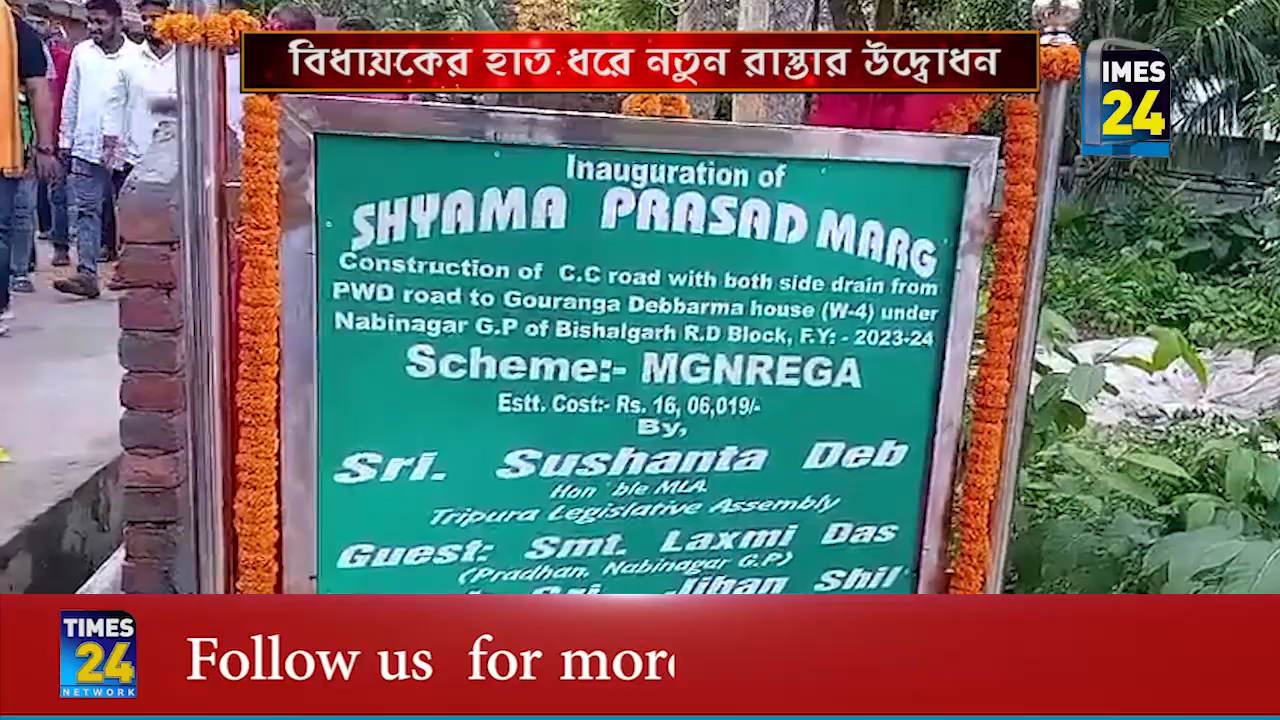 বিধায়কের হাত ধরে নতুন রাস্তার উদ্বোধন
IMES
24
Inauguration of
SHYAMA PRASAD MARG
Construction of C.C road with both side drain from
PWD road to Gouranga Debbarma house (W-4) under
Nabinagar G.P of Bishalgarh R.D Block, F.Y: - 2023-24
Scheme:- MGNREGA
Estt. Cost:- Rs. 16, 06,019/-
By,
Sri. Sushanta Deb
Hon`ble MLA
Tripura Legislative Assembly
Guest: Smt. Laxmi Das
(Pradhan, Nabinagar G.P)
Sri. Jiban Shil
TIMES
24
NETWORK
Follow us for more